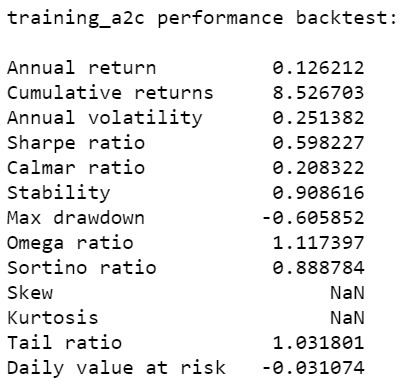 training_a2c performance backtest:
Annual return 0.126212
Cumulative returns 8.526703
Annual volatility 0.251382
Sharpe ratio 0.598227
Calmar ratio 0.208322
Stability 0.908616
Max drawdown -0.605852
Omega ratio 1.117397
Sortino ratio 0.888784
Skew NaN
Kurtosis NaN
Tail ratio 1.031801
Daily value at risk -0.031074